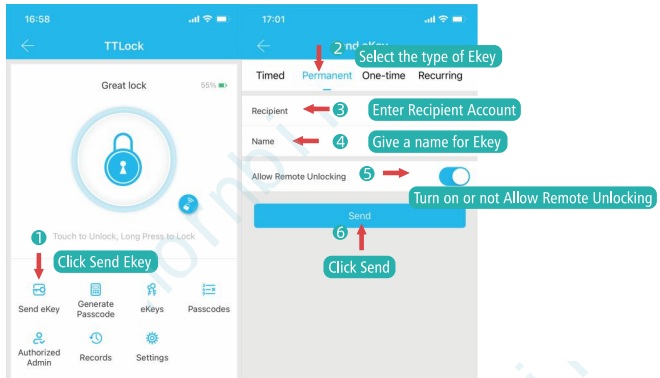 16:58
TTLock
Great lock
55%
Touch to Unlock, Long Press to Lock
1
Click Send Ekey
Send eKey
Generate
Passcode
eKeys
Passcodes
Authorized
Admin
Records
Settings
17:01
Send eKey
2
Select the type of Ekey
Timed
Permanent
One-time
Recurring
Recipient
3
Enter Recipient Account
Name
4
Give a name for Ekey
Allow Remote Unlocking
5
Turn on or not Allow Remote Unlocking
Send
6
Click Send
hornbill